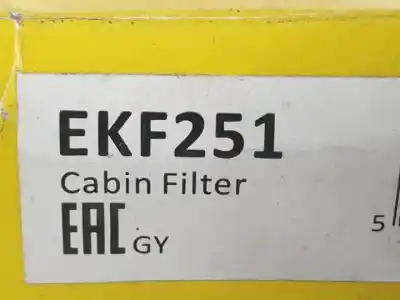 EKF251
Cabin Filter
EAC GY
5